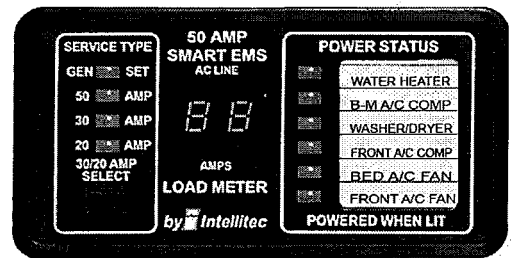 SERVICE TYPE
GEN SET
50 AMP
30 AMP
20 AMP
30/20 AMP
SELECT
50 AMP
SMART EMS
AC LINE
88
AMPS
LOAD METER
by Intellitec
POWER STATUS
WATER HEATER
B-M A/C COMP
WASHER/DRYER
FRONT A/C COMP
BED A/C FAN
FRONT A/C FAN
POWERED WHEN LIT